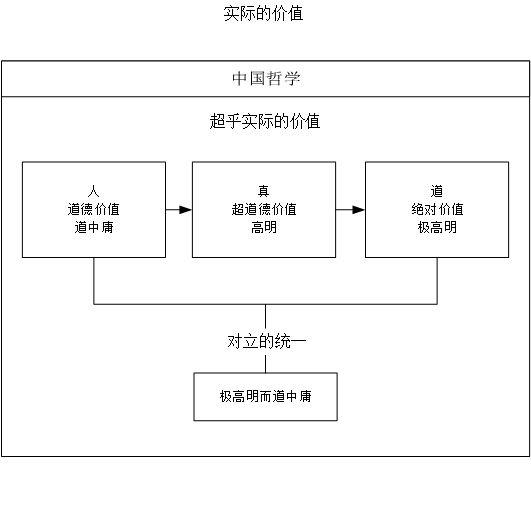 实际的价值
中国哲学
超乎实际的价值
人
道德价值
道中庸
真
超道德价值
高明
道
绝对价值
极高明
对立的统一
极高明而道中庸